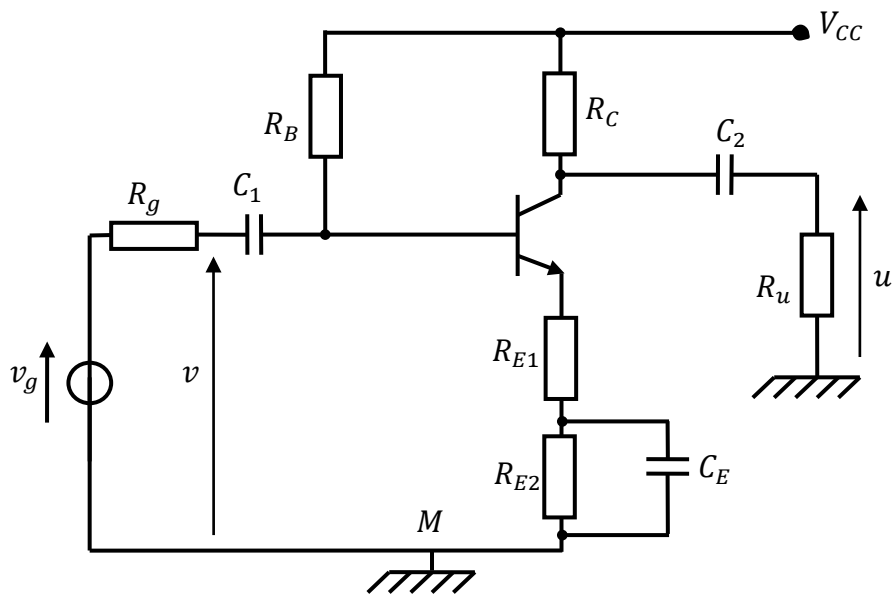 V_CC
R_B
R_C
C_2
R_g
C_1
R_u
u
R_E1
v_g
v
R_E2
C_E
M